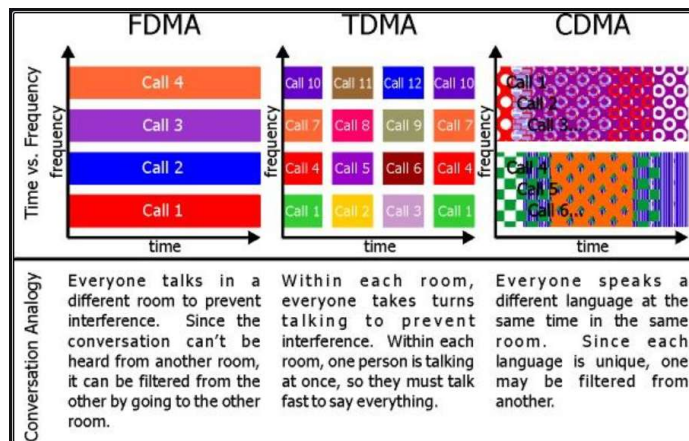 FDMA
TDMA
CDMA
Time vs. Frequency
frequency
Call 4
Call 3
Call 2
Call 1
time
frequency
Call 10 Call 11 Call 12 Call 10
Call 7 Call 8 Call 9 Call 7
Call 4 Call 5 Call 6 Call 4
Call 1 Call 2 Call 3 Call 1
time
frequency
Call 1
Call 2
Call 3...
Call 4
Call 5
Call 6...
time
Conversation Analogy
Everyone talks in a
different room to prevent
interference. Since the
conversation can't be
heard from another room,
it can be filtered from the
other by going to the other
room.
Within each room,
everyone takes turns
talking to prevent
interference. Within each
room, one person is talking
at once, so they must talk
fast to say everything.
Everyone speaks a
different language at the
same time in the same
room. Since each
language is unique, one
may be filtered from
another.